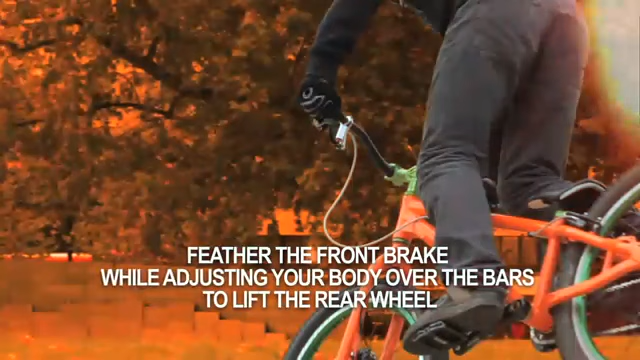 FEATHER THE FRONT BRAKE
WHILE ADJUSTING YOUR BODY OVER THE BARS
TO LIFT THE REAR WHEEL